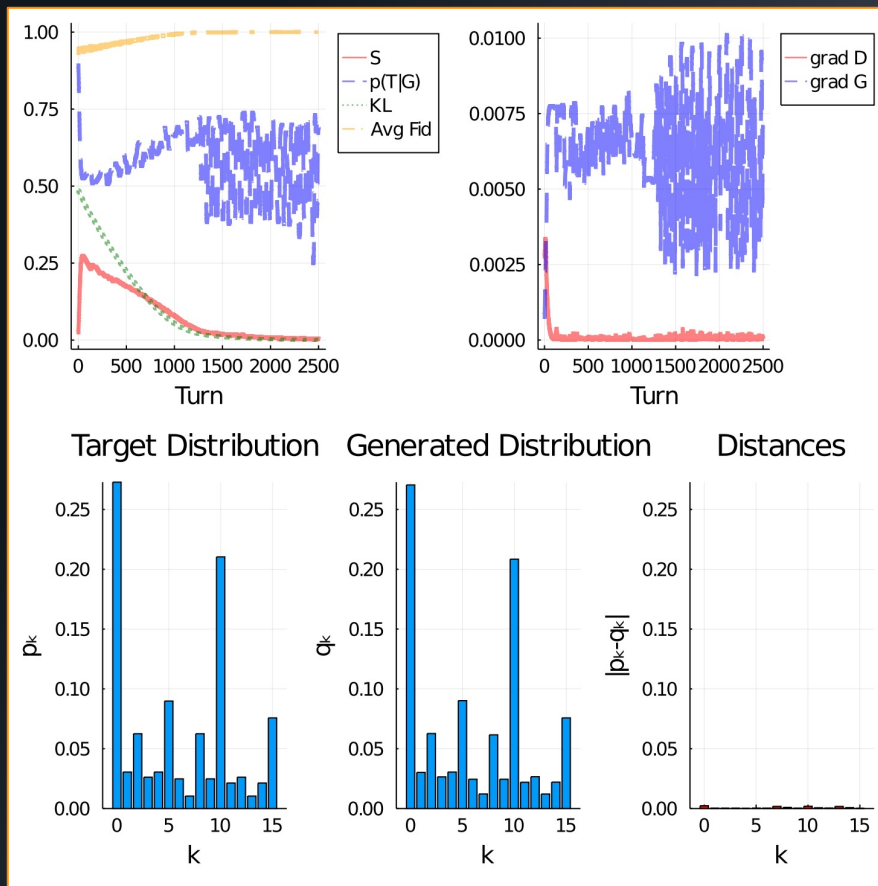 1.00
0.75
0.50
0.25
0.00
0 500 1000 1500 2000 2500
Turn
S
p(T|G)
KL
Avg Fid
0.0100
0.0075
0.0050
0.0025
0.0000
0 500 1000 1500 2000 2500
Turn
grad D
grad G
Target Distribution
0.25
0.20
0.15
0.10
0.05
0.00
pₖ
0 5 10 15
k
Generated Distribution
0.25
0.20
0.15
0.10
0.05
0.00
qₖ
0 5 10 15
k
Distances
0.25
0.20
0.15
0.10
0.05
0.00
|pₖ-qₖ|
0 5 10 15
k